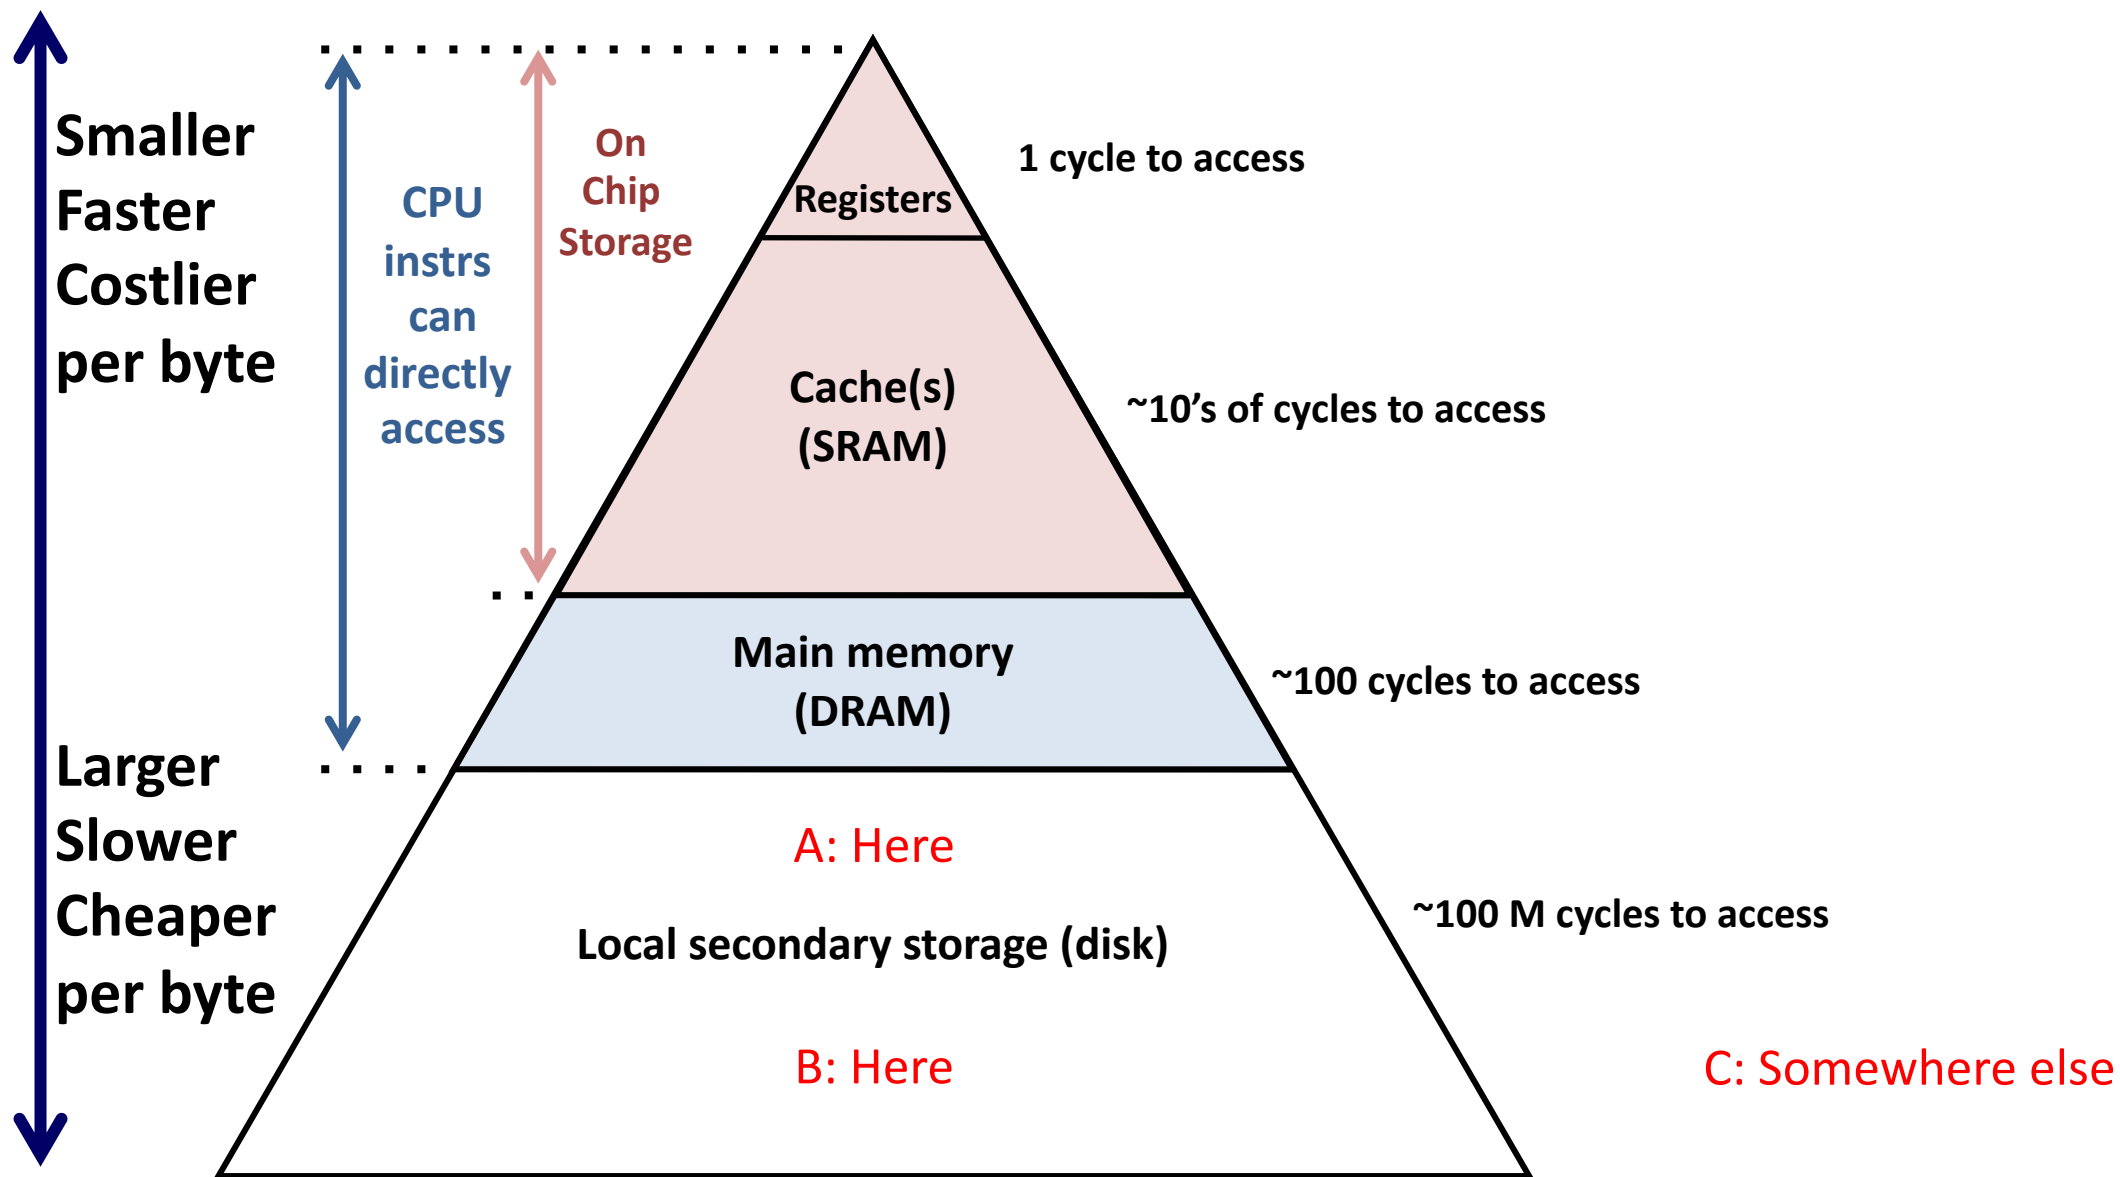 Smaller
Faster
Costlier
per byte
Larger
Slower
Cheaper
per byte
CPU
instrs
can
directly
access
On
Chip
Storage
Registers
1 cycle to access
Cache(s)
(SRAM)
~10’s of cycles to access
Main memory
(DRAM)
~100 cycles to access
A: Here
Local secondary storage (disk)
~100 M cycles to access
B: Here
C: Somewhere else